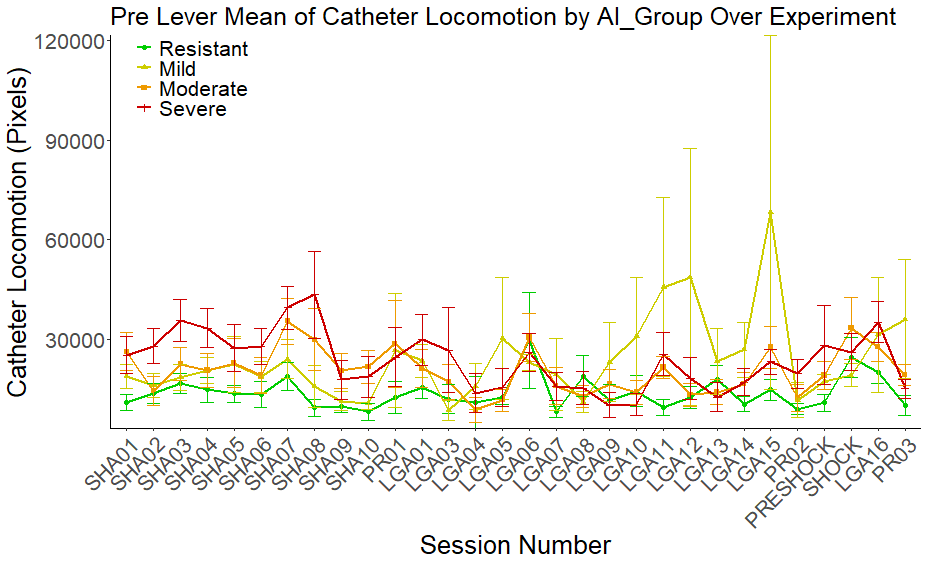 Pre Lever Mean of Catheter Locomotion by AI_Group Over Experiment
Catheter Locomotion (Pixels)
120000
90000
60000
30000
Resistant
Mild
Moderate
Severe
SHA01
SHA02
SHA03
SHA04
SHA05
SHA06
SHA07
SHA08
SHA09
SHA10
PR01
LGA01
LGA03
LGA04
LGA05
LGA06
LGA07
LGA08
LGA09
LGA10
LGA11
LGA12
LGA13
LGA14
LGA15
PR02
PRESHOCK
SHOCK
LGA16
PR03
Session Number